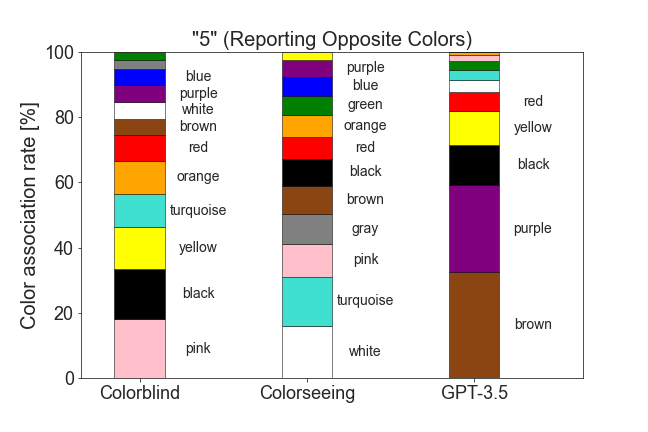 "5" (Reporting Opposite Colors)
Color association rate [%]
100
80
60
40
20
0
blue
purple
white
brown
red
orange
turquoise
yellow
black
pink
purple
blue
green
orange
red
black
brown
gray
pink
turquoise
white
red
yellow
black
purple
brown
Colorblind
Colorseeing
GPT-3.5